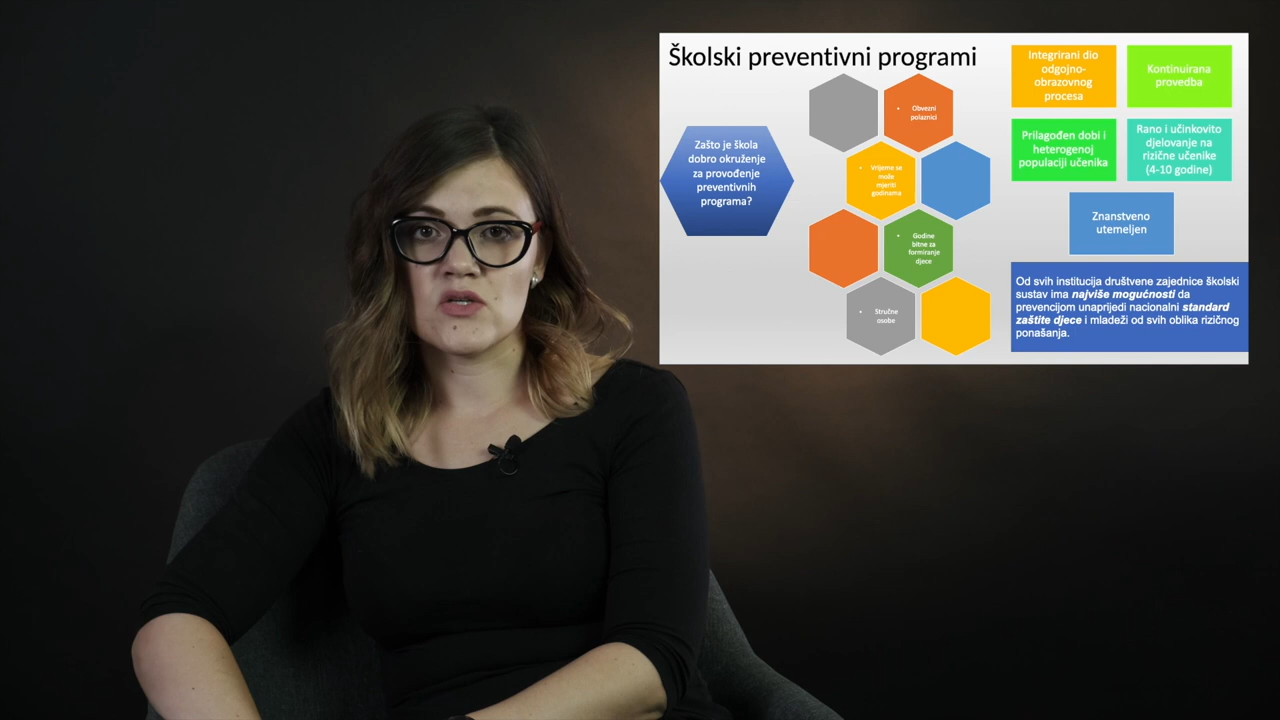 Školski preventivni programi
Zašto je škola
dobro okruženje
za provođenje
preventivnih
programa?
• Obvezni
polaznici
• Vrijeme se
može
mjeriti
godinama
• Godine
bitne za
formiranje
djece
• Stručne
osobe
Integrirani dio
odgojno-
obrazovnog
procesa
Kontinuirana
provedba
Prilagođen dobi i
heterogenoj
populaciji učenika
Rano i učinkovito
djelovanje na
rizične učenike
(4-10 godine)
Znanstveno
utemeljen
Od svih institucija društvene zajednice školski
sustav ima najviše mogućnosti da
prevencijom unaprijedi nacionalni standard
zaštite djece i mladeži od svih oblika rizičnog
ponašanja.